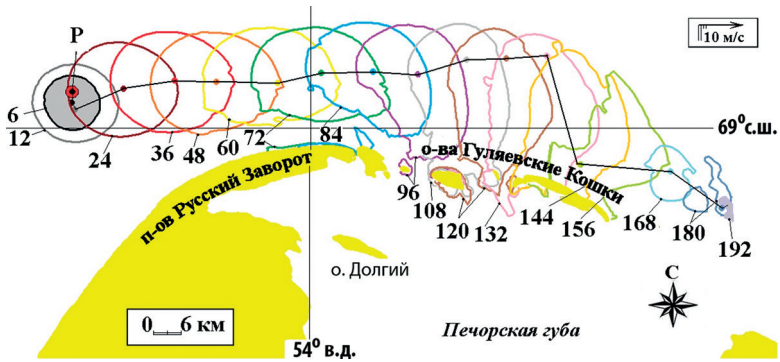 P
10 м/с
6
12
24
36
48
60
72
84
69° с.ш.
о-ва Гуляевские Кошки
п-ов Русский Заворот
96
108
120
132
144
156
168
180
192
о. Долгий
С
0 6 км
54° в.д.
Печорская губа